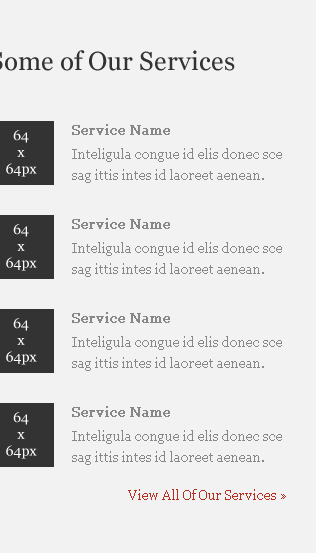 Some of Our Services
64
x
64px
Service Name
Inteligula congue id elis donec sce
sag ittis intes id laoreet aenean.
64
x
64px
Service Name
Inteligula congue id elis donec sce
sag ittis intes id laoreet aenean.
64
x
64px
Service Name
Inteligula congue id elis donec sce
sag ittis intes id laoreet aenean.
64
x
64px
Service Name
Inteligula congue id elis donec sce
sag ittis intes id laoreet aenean.
View All Of Our Services »